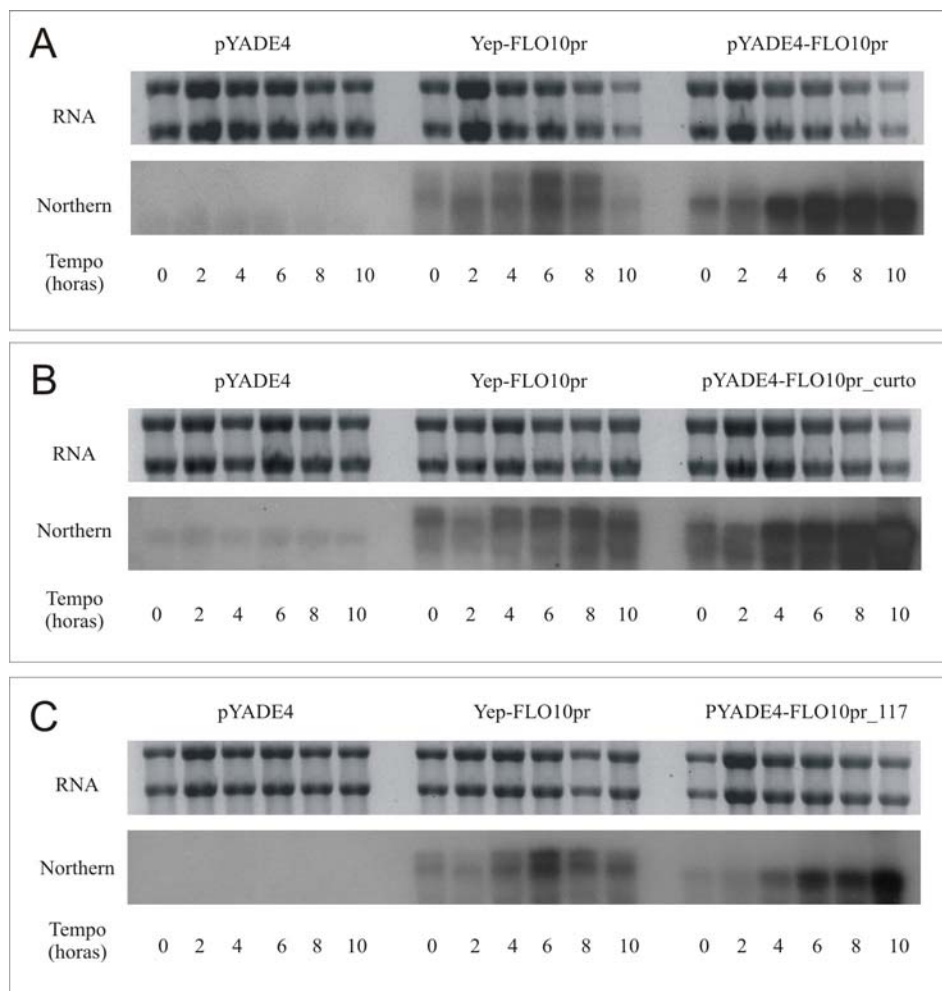 A
pYADE4 Yep-FLO10pr pYADE4-FLO10pr
RNA
Northern
Tempo
(horas)
0 2 4 6 8 10 0 2 4 6 8 10 0 2 4 6 8 10
B
pYADE4 Yep-FLO10pr pYADE4-FLO10pr_curto
RNA
Northern
Tempo
(horas)
0 2 4 6 8 10 0 2 4 6 8 10 0 2 4 6 8 10
C
pYADE4 Yep-FLO10pr PYADE4-FLO10pr_117
RNA
Northern
Tempo
(horas)
0 2 4 6 8 10 0 2 4 6 8 10 0 2 4 6 8 10